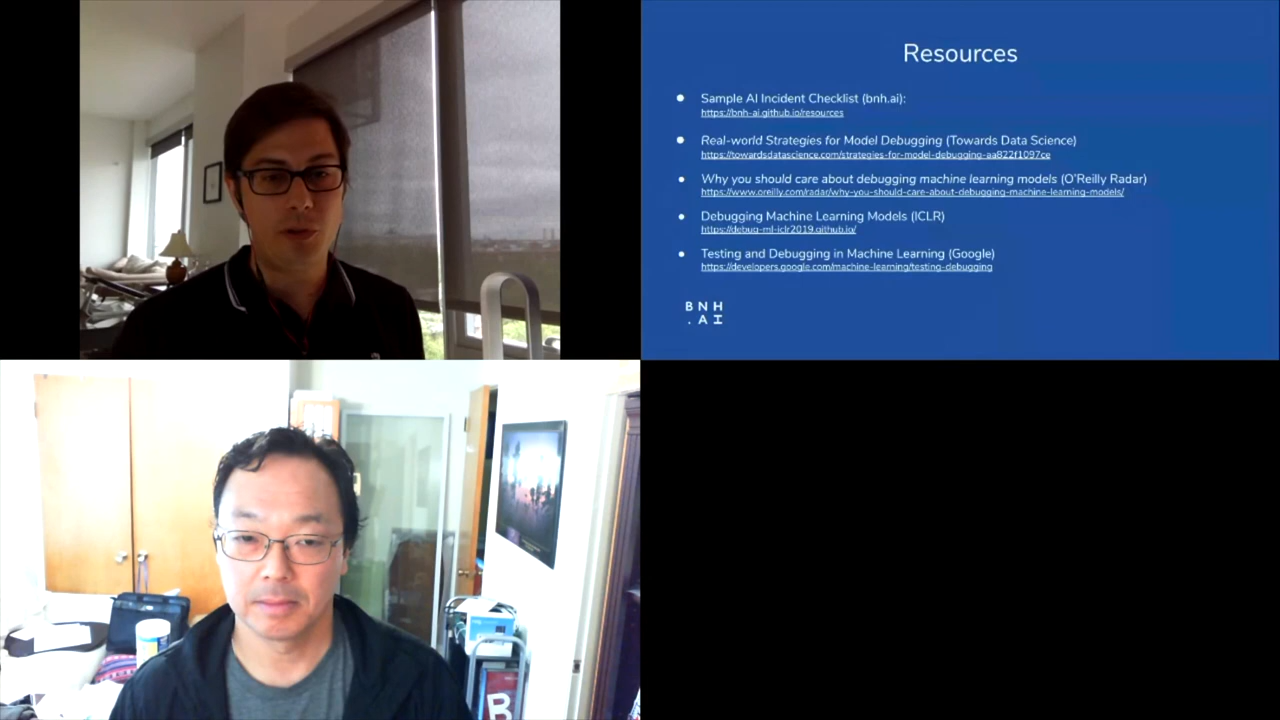 Resources
Sample AI Incident Checklist (bnh.ai):
https://bnh-ai.github.io/resources
Real-world Strategies for Model Debugging (Towards Data Science)
https://towardsdatascience.com/strategies-for-model-debugging-aa822f1097ce
Why you should care about debugging machine learning models (O'Reilly Radar)
https://www.oreilly.com/radar/why-you-should-care-about-debugging-machine-learning-models/
Debugging Machine Learning Models (ICLR)
https://debug-ml-iclr2019.github.io/
Testing and Debugging in Machine Learning (Google)
https://developers.google.com/machine-learning/testing-debugging
B N H
. A I
B